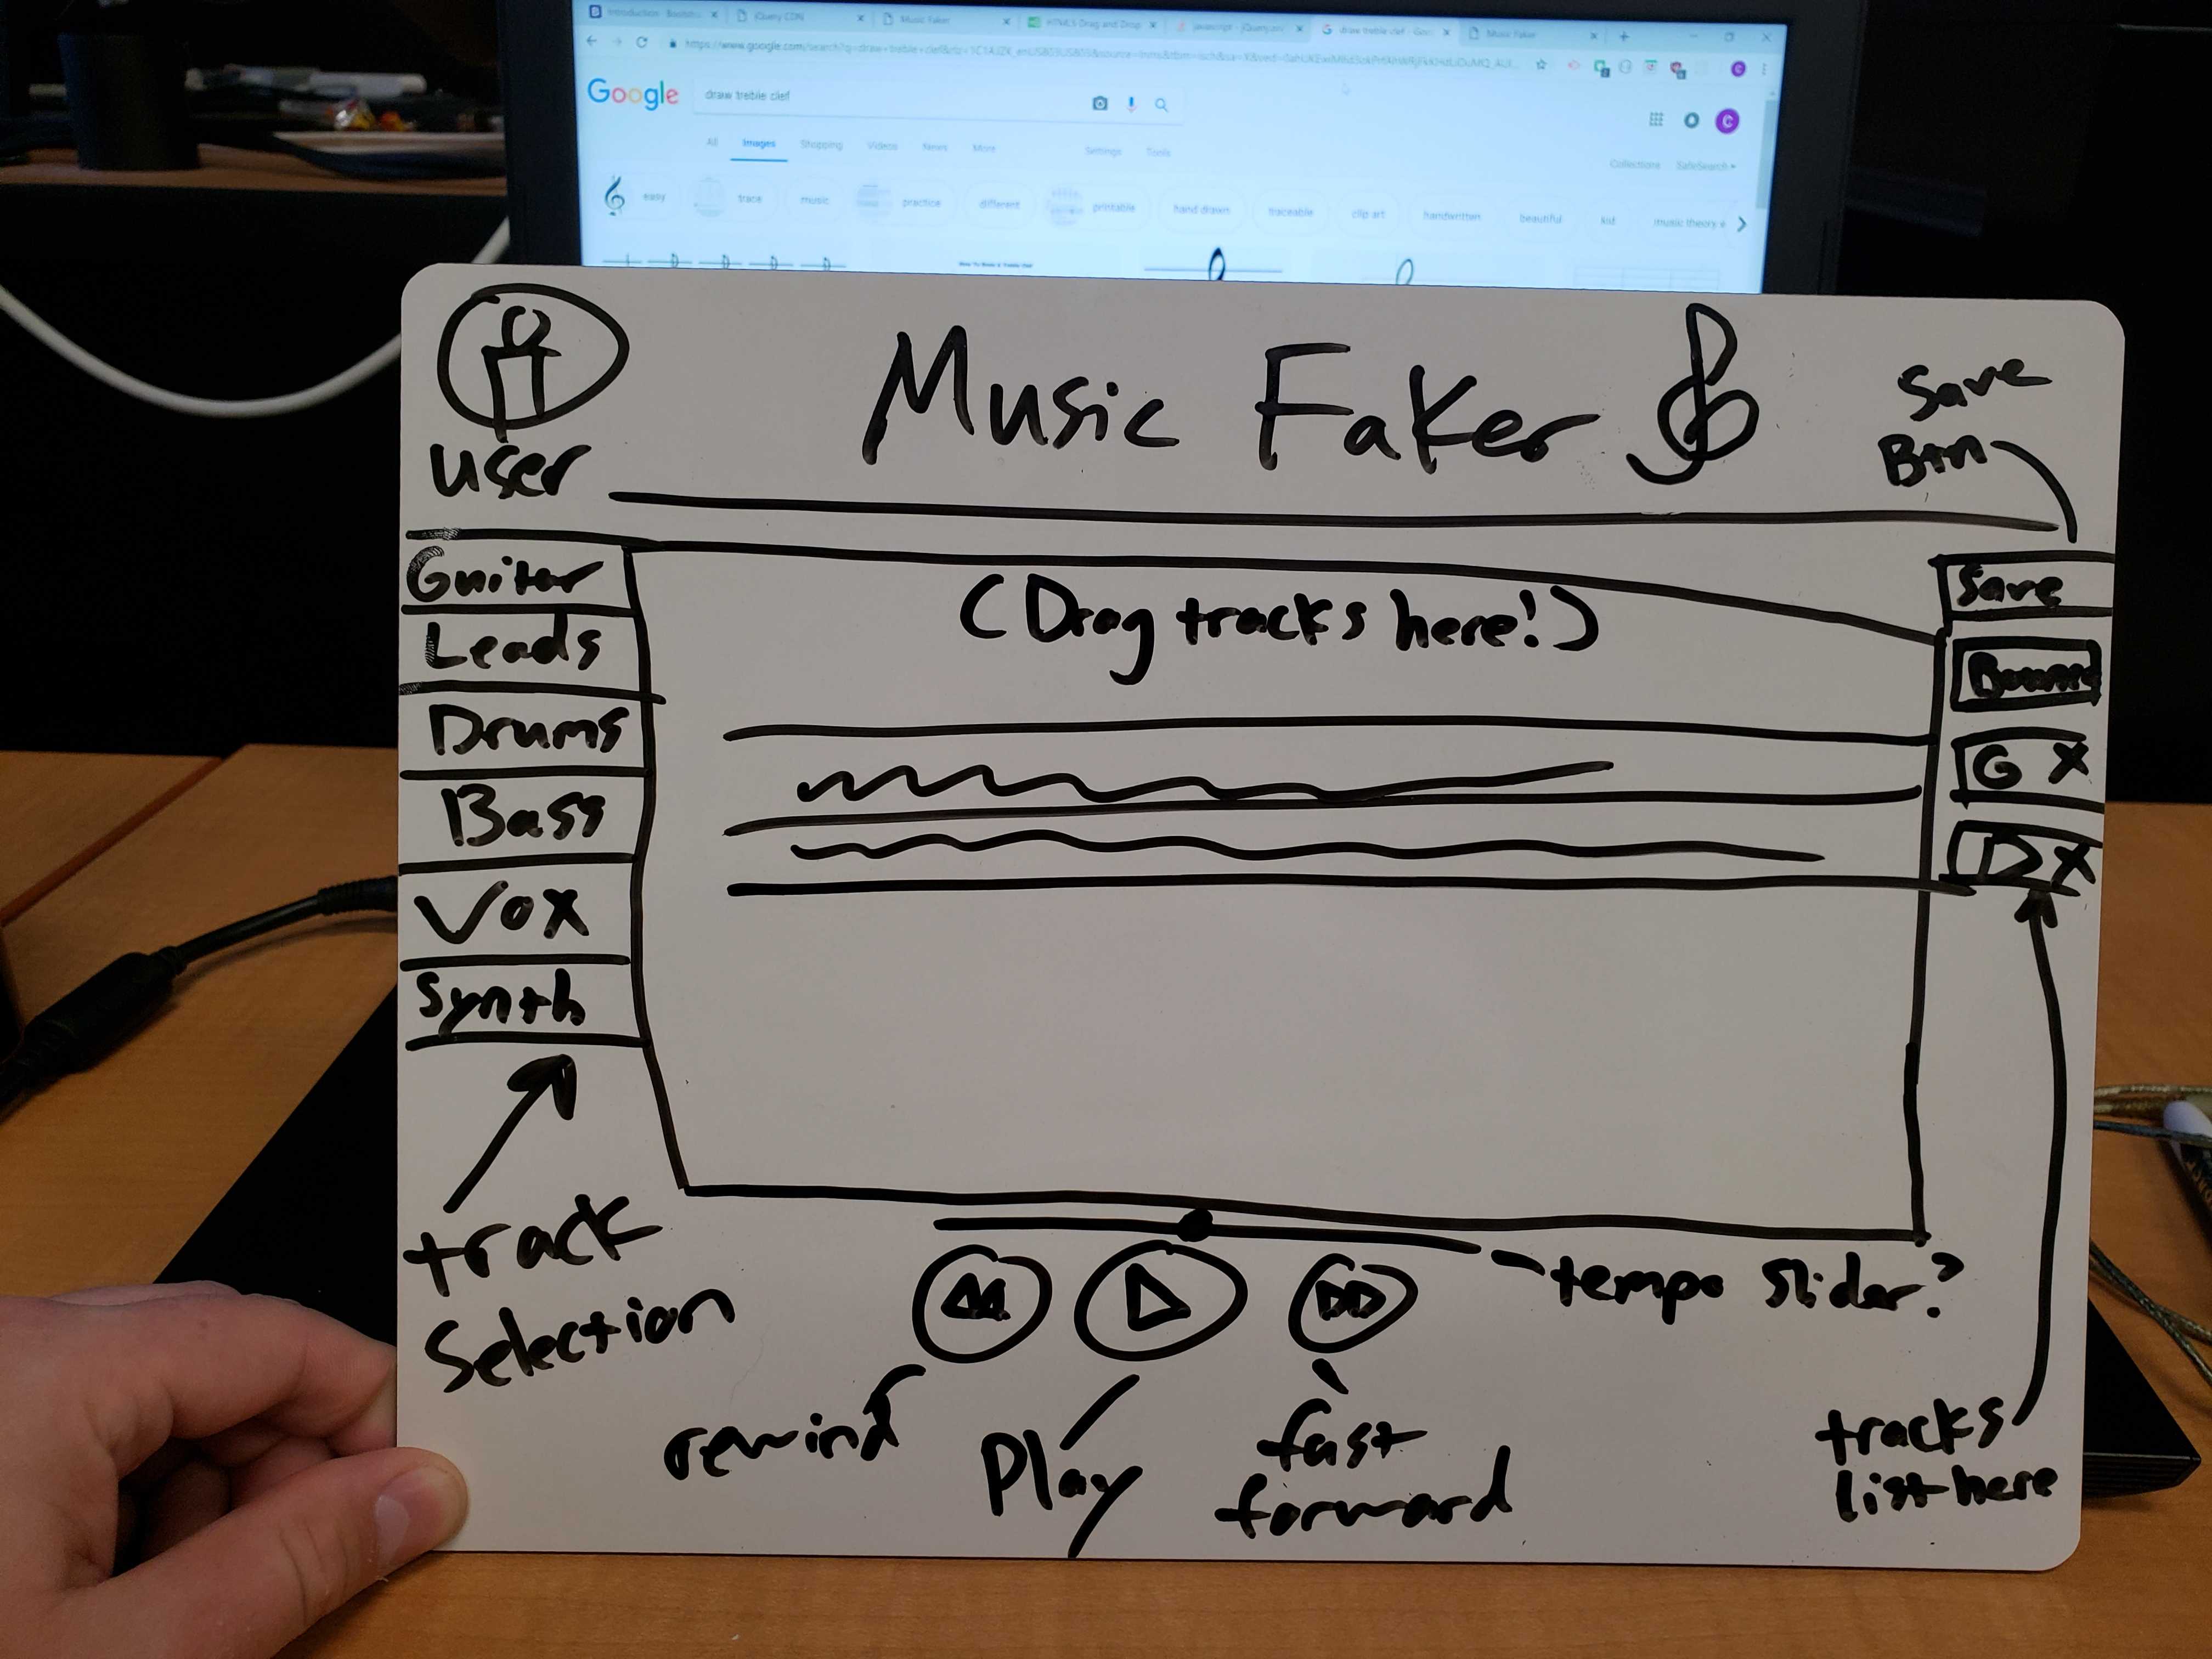 Introduction · Bootstra
jQuery CDN
Music Faker
HTML5 Drag and Drop
javascript - jQuery
draw treble clef - Goo
Music Faker
Google
draw treble clef
All
Images
Shopping
Videos
News
More
Settings
Tools
Collections
SafeSearch
easy
trace
music
practice
different
printable
hand drawn
traceable
clip art
handwritten
beautiful
kid
music theory
C
user
Music Faker
Save
Btn
Guitar
Leads
Drums
Bass
Vox
Synth
(Drag tracks here!)
Save
G X
D X
track
selection
tempo slider?
rewind
Play
fast
forward
tracks
list here